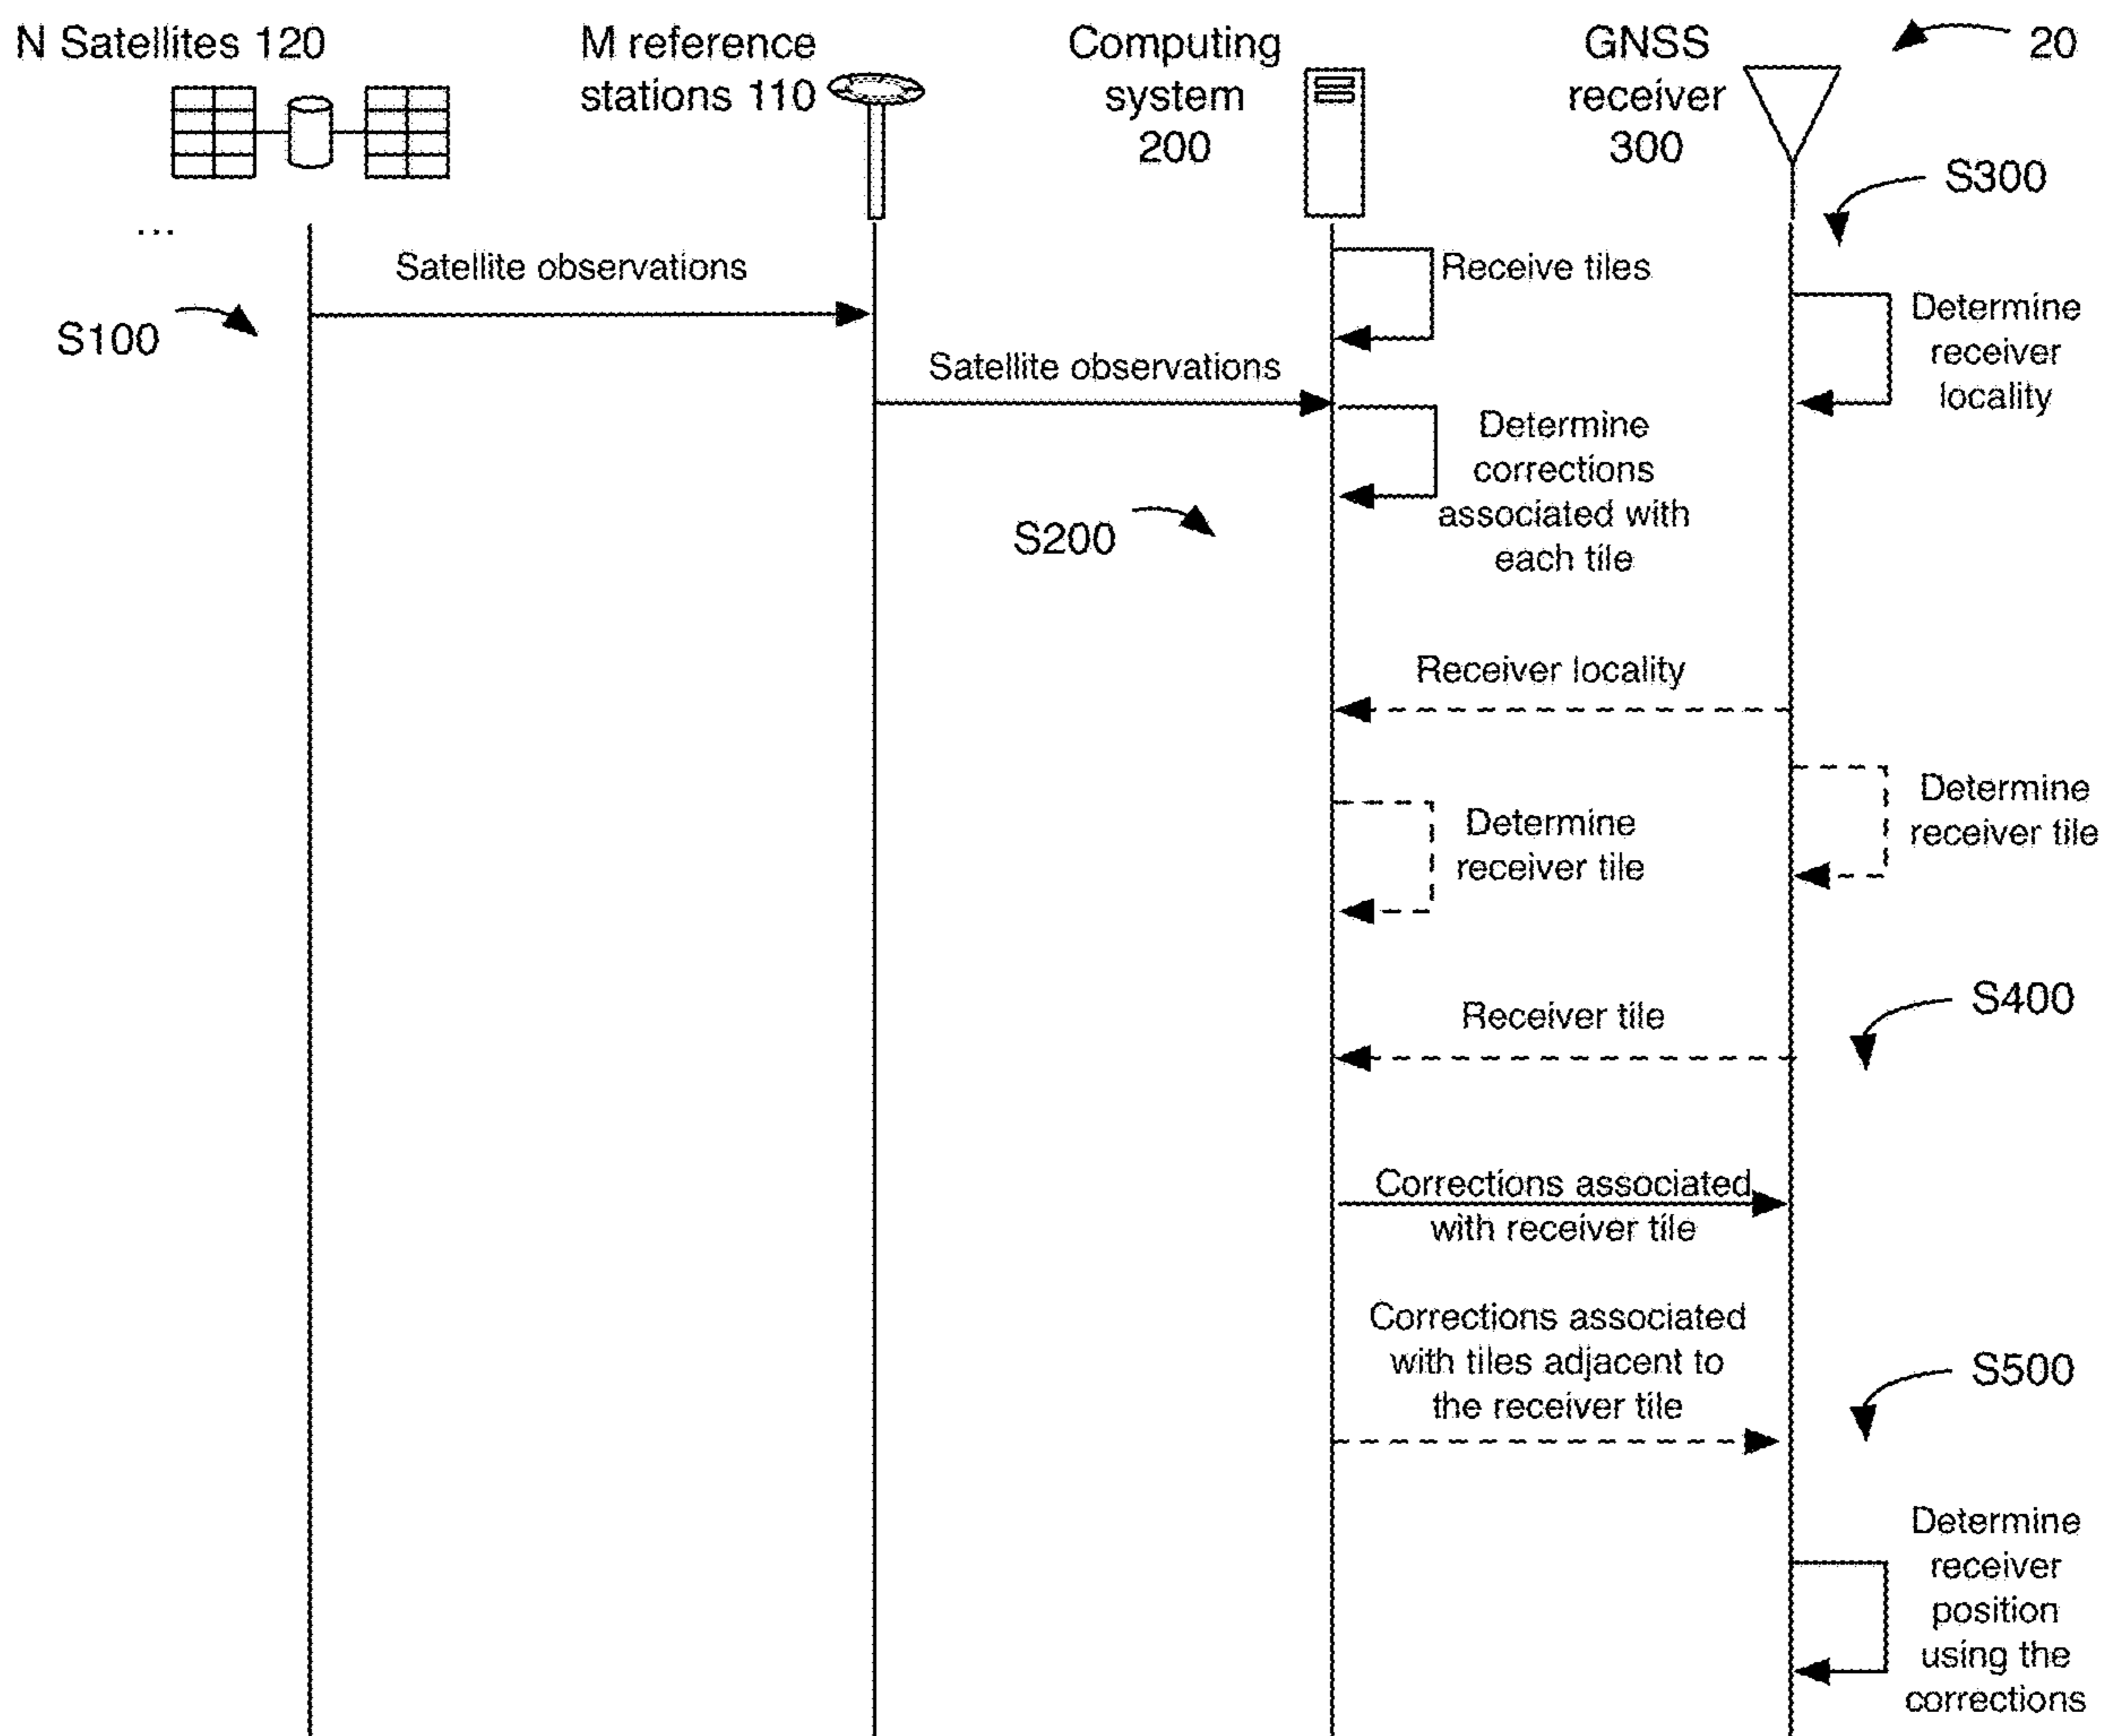 N Satellites 120
M reference
stations 110
Computing
system
200
GNSS
receiver
300
20
S300
...
Satellite observations
S100
Receive tiles
Determine
receiver
locality
Satellite observations
Determine
corrections
associated with
each tile
S200
Receiver locality
Determine
receiver tile
Determine
receiver tile
S400
Receiver tile
Corrections associated
with receiver tile
Corrections associated
with tiles adjacent to
the receiver tile
S500
Determine
receiver
position
using the
corrections